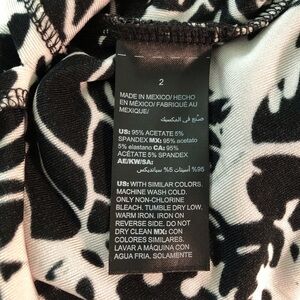 2
MADE IN MEXICO/ HECHO
EN MÉXICO/ FABRIQUÉ AU
MEXIQUE/
صنع في المكسيك
US: 95% ACETATE 5%
SPANDEX MX: 95% acetato
5% elastano CA: 95%
ACÉTATE 5% SPANDEX
AE/KW/SA:
95% أسيتات 5% سبانديكس
US: WITH SIMILAR COLORS.
MACHINE WASH COLD.
ONLY NON-CHLORINE
BLEACH. TUMBLE DRY LOW.
WARM IRON. IRON ON
REVERSE SIDE. DO NOT
DRY CLEAN MX: CON
COLORES SIMILARES.
LAVAR A MÁQUINA CON
AGUA FRIA. SOLAMENTE